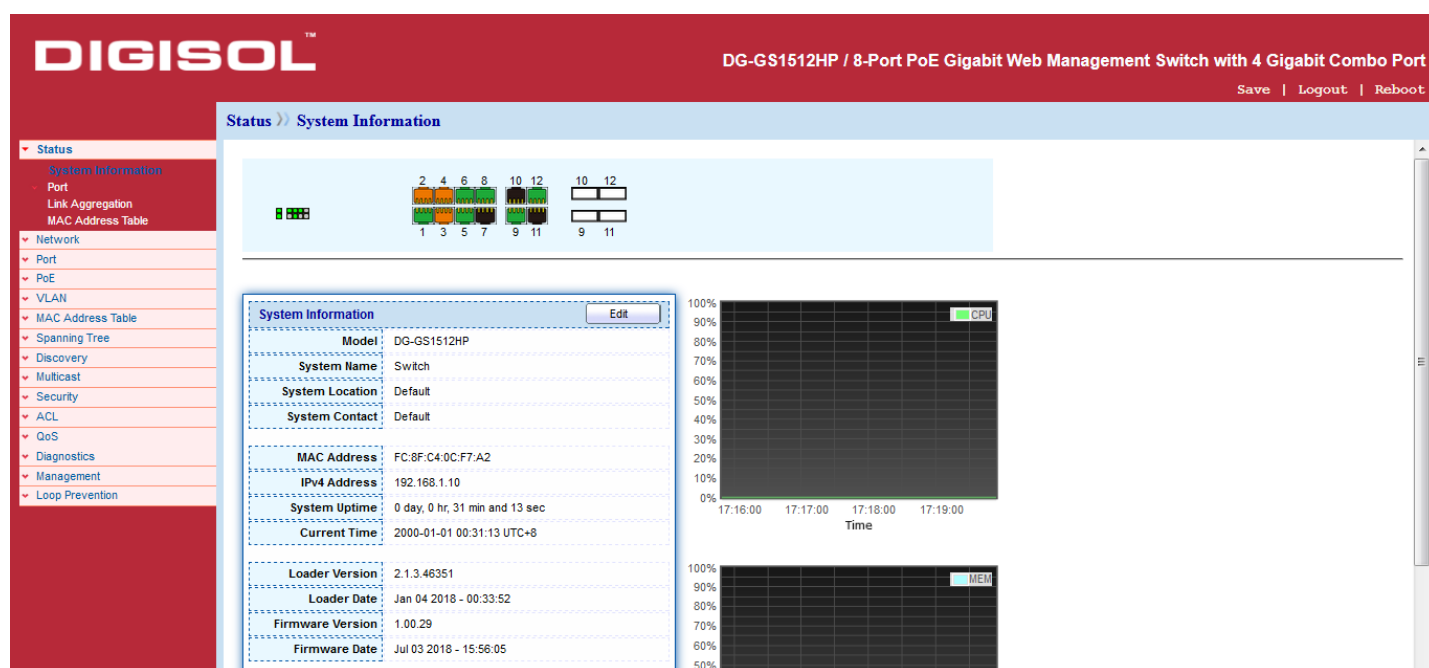 DIGISOL™
DG-GS1512HP / 8-Port PoE Gigabit Web Management Switch with 4 Gigabit Combo Port
Save | Logout | Reboot
Status 》 System Information
Status
System Information
Port
Link Aggregation
MAC Address Table
Network
Port
PoE
VLAN
MAC Address Table
Spanning Tree
Discovery
Multicast
Security
ACL
QoS
Diagnostics
Management
Loop Prevention
2 4 6 8 10 12 10 12
1 3 5 7 9 11 9 11
System Information Edit
Model DG-GS1512HP
System Name Switch
System Location Default
System Contact Default
MAC Address FC:8F:C4:0C:F7:A2
IPv4 Address 192.168.1.10
System Uptime 0 day, 0 hr, 31 min and 13 sec
Current Time 2000-01-01 00:31:13 UTC+8
Loader Version 2.1.3.46351
Loader Date Jan 04 2018 - 00:33:52
Firmware Version 1.00.29
Firmware Date Jul 03 2018 - 15:56:05
100%
CPU
90%
80%
70%
60%
50%
40%
30%
20%
10%
0%
17:16:00 17:17:00 17:18:00 17:19:00
Time
100%
MEM
90%
80%
70%
60%
50%